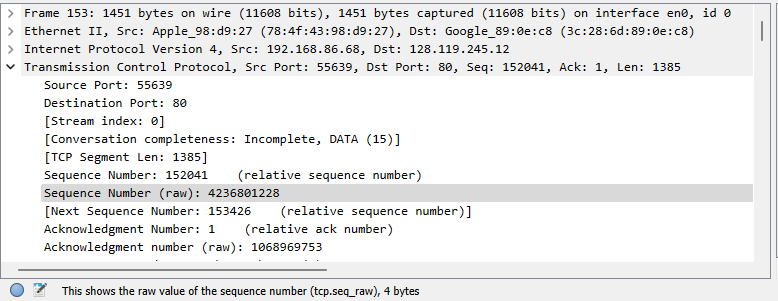 Frame 153: 1451 bytes on wire (11608 bits), 1451 bytes captured (11608 bits) on interface en0, id 0
Ethernet II, Src: Apple_98:d9:27 (78:4f:43:98:d9:27), Dst: Google_89:0e:c8 (3c:28:6d:89:0e:c8)
Internet Protocol Version 4, Src: 192.168.86.68, Dst: 128.119.245.12
Transmission Control Protocol, Src Port: 55639, Dst Port: 80, Seq: 152041, Ack: 1, Len: 1385
Source Port: 55639
Destination Port: 80
[Stream index: 0]
[Conversation completeness: Incomplete, DATA (15)]
[TCP Segment Len: 1385]
Sequence Number: 152041    (relative sequence number)
Sequence Number (raw): 4236801228
[Next Sequence Number: 153426    (relative sequence number)]
Acknowledgment Number: 1    (relative ack number)
Acknowledgment number (raw): 1068969753
This shows the raw value of the sequence number (tcp.seq_raw), 4 bytes